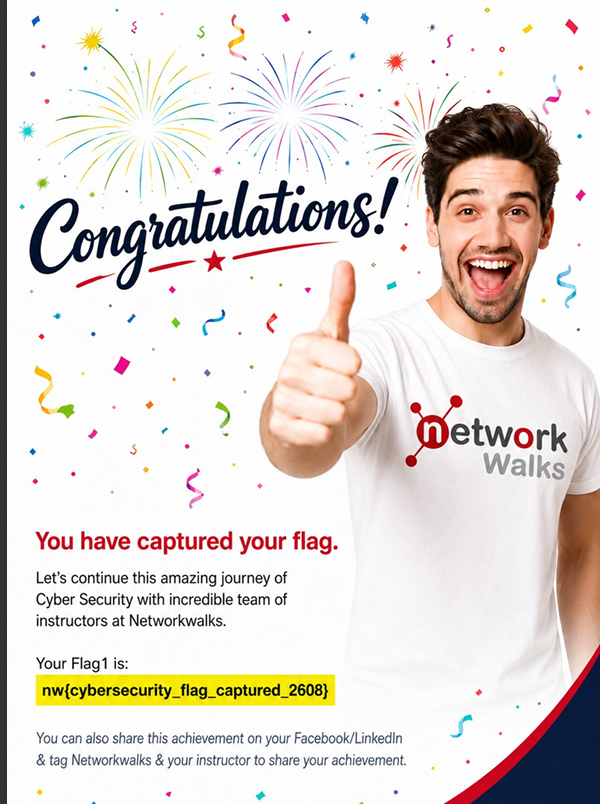 Congratulations!
network
Walks
You have captured your flag.
Let's continue this amazing journey of
Cyber Security with incredible team of
instructors at Networkwalks.
Your Flag1 is:
nw{cybersecurity_flag_captured_2608}
You can also share this achievement on your Facebook/LinkedIn
& tag Networkwalks & your instructor to share your achievement.